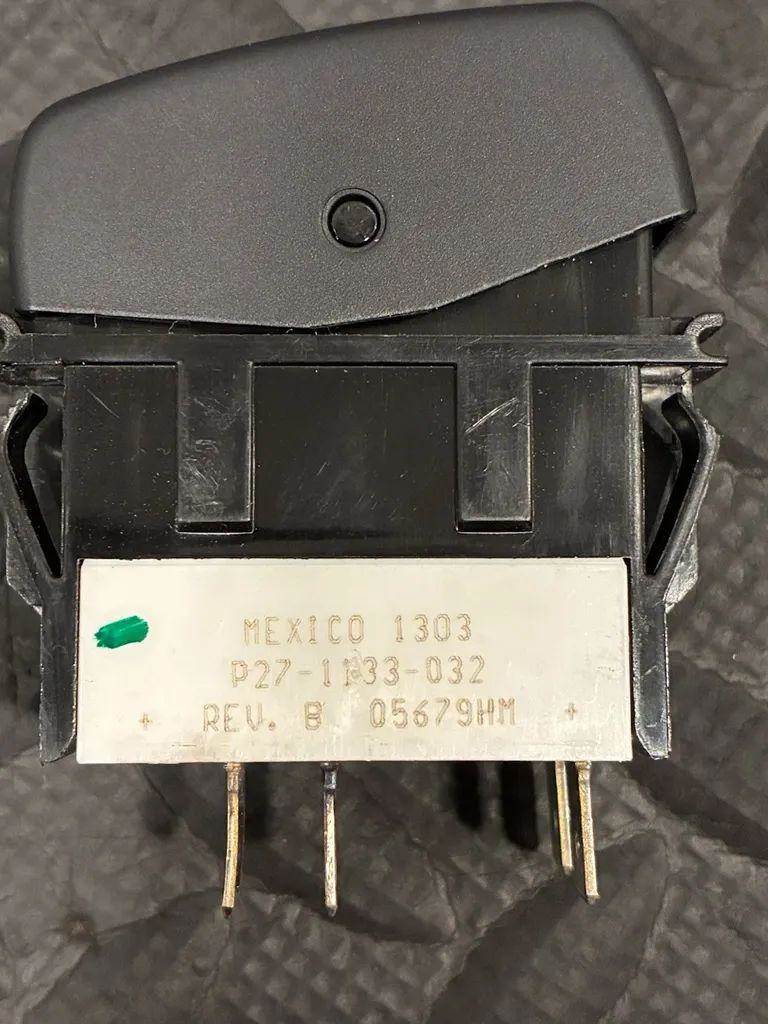 MEXICO 1303
P27-1133-032
+ REV. B 05679HM +